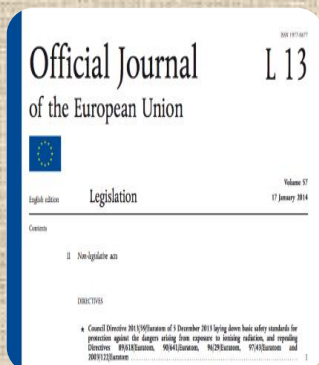 ISSN 1977-0677
Official Journal L 13
of the European Union
Volume 57
English edition Legislation 17 January 2014
Contents
II Non-legislative acts
DIRECTIVES
★ Council Directive 2013/59/Euratom of 5 December 2013 laying down basic safety standards for
protection against the dangers arising from exposure to ionising radiation, and repealing
Directives 89/618/Euratom, 90/641/Euratom, 96/29/Euratom, 97/43/Euratom and
2003/122/Euratom ........ 1